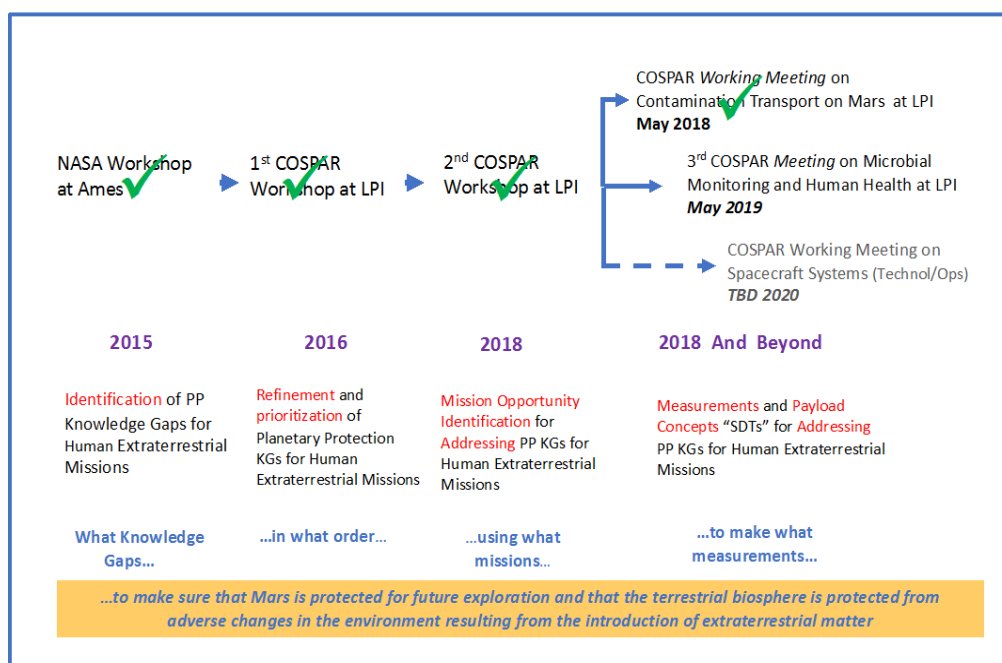 NASA Workshop
at Ames
1st COSPAR
Workshop at LPI
2nd COSPAR
Workshop at LPI
COSPAR Working Meeting on
Contamination Transport on Mars at LPI
May 2018
3rd COSPAR Meeting on Microbial
Monitoring and Human Health at LPI
May 2019
COSPAR Working Meeting on
Spacecraft Systems (Technol/Ops)
TBD 2020
2015
2016
2018
2018 And Beyond
Identification of PP
Knowledge Gaps for
Human Extraterrestrial
Missions
Refinement and
prioritization of
Planetary Protection
KGs for Human
Extraterrestrial Missions
Mission Opportunity
Identification for
Addressing PP KGs for
Human Extraterrestrial
Missions
Measurements and Payload
Concepts “SDTs” for Addressing
PP KGs for Human Extraterrestrial
Missions
What Knowledge
Gaps...
...in what order...
...using what
missions...
...to make what
measurements...
...to make sure that Mars is protected for future exploration and that the terrestrial biosphere is protected from
adverse changes in the environment resulting from the introduction of extraterrestrial matter